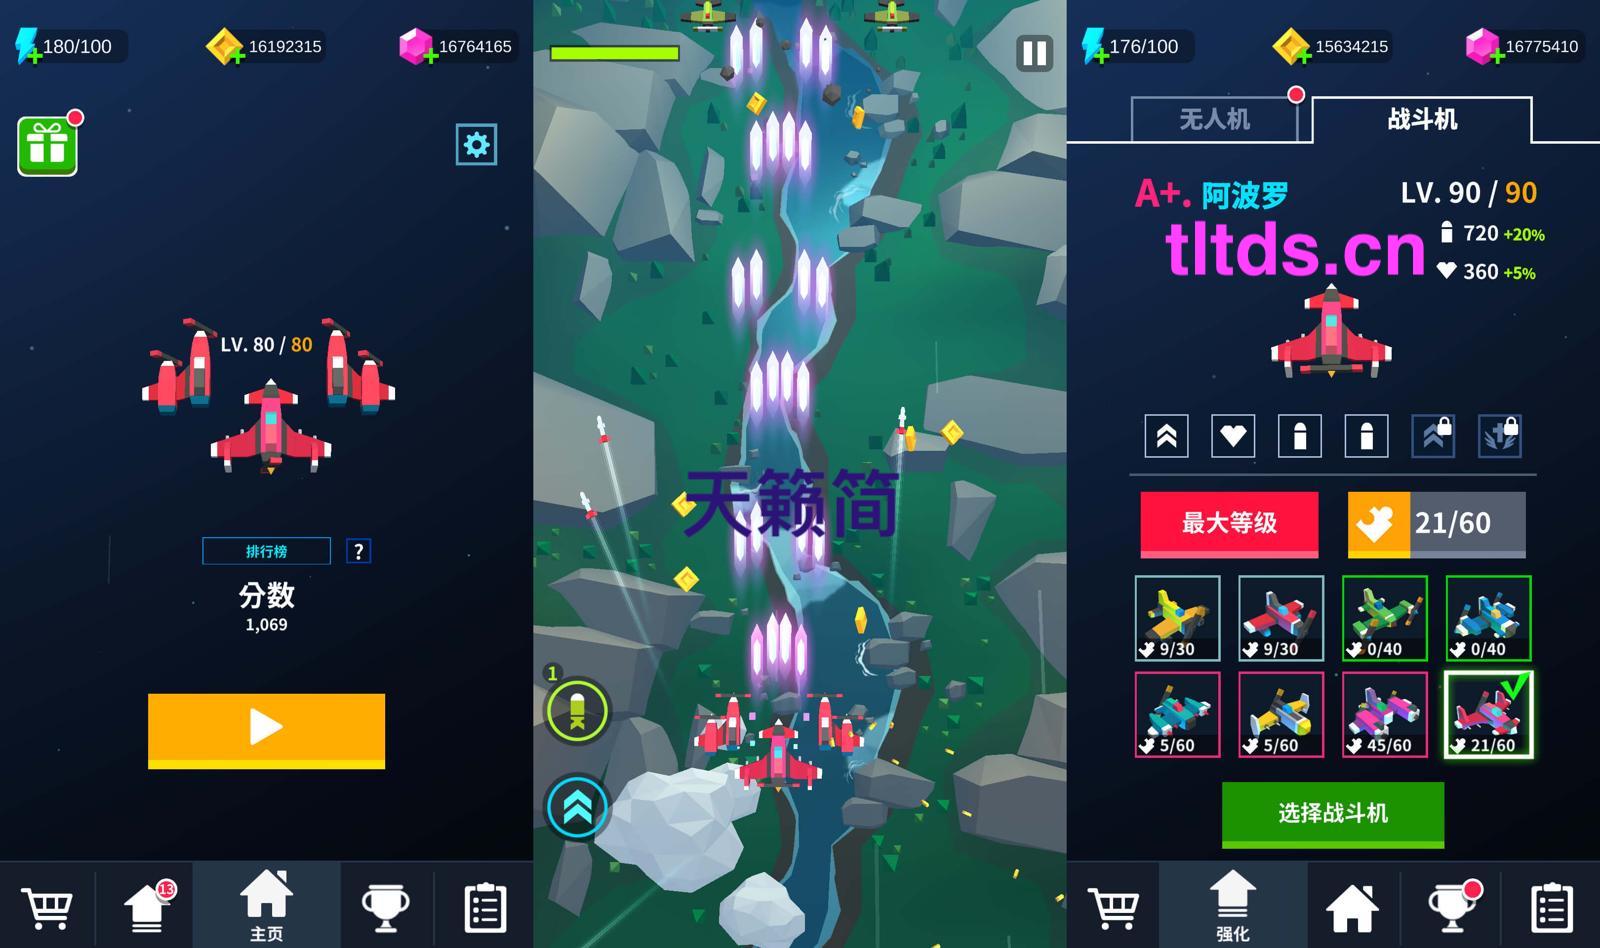 180/100
16192315
16764165
LV. 80 / 80
排行榜
?
分数
1,069
13
主页
1
天籁简
176/100
15634215
16775410
无人机
战斗机
A+. 阿波罗
LV. 90 / 90
tltds.cn
720 +20%
360 +5%
最大等级
21/60
9/30
9/30
0/40
0/40
5/60
5/60
45/60
21/60
选择战斗机
强化